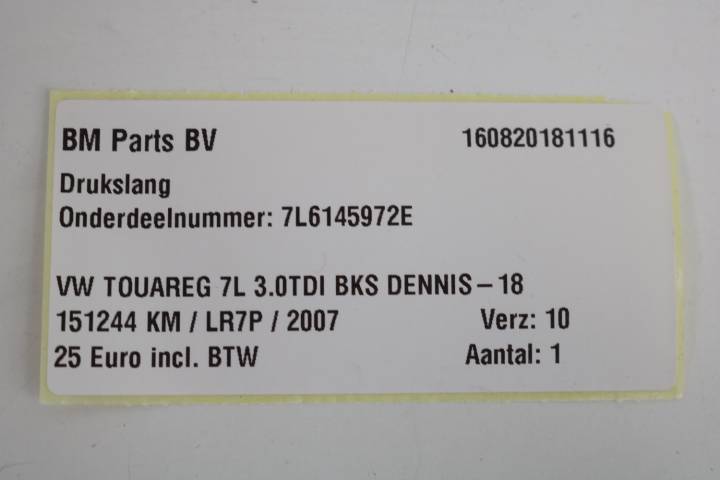 BM Parts BV 160820181116
Drukslang
Onderdeelnummer: 7L6145972E
VW TOUAREG 7L 3.0TDI BKS DENNIS – 18
151244 KM / LR7P / 2007 Verz: 10
25 Euro incl. BTW Aantal: 1